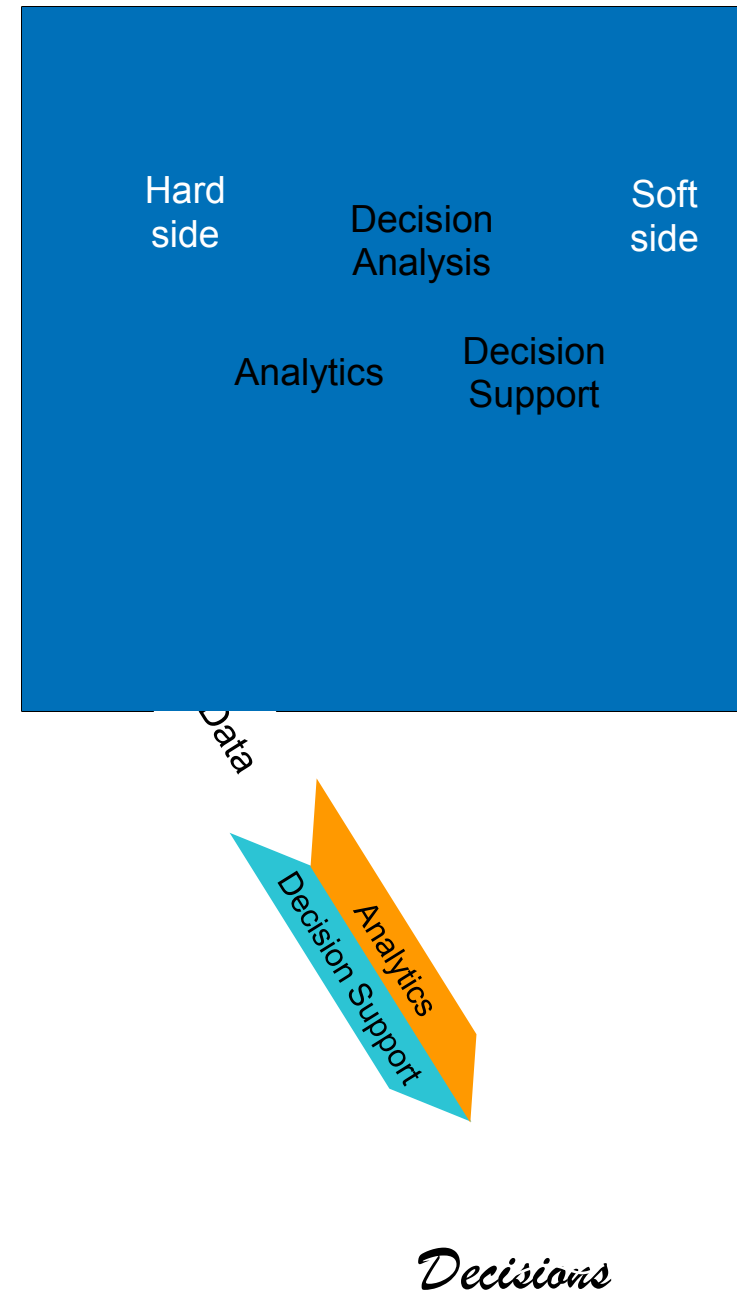 Hard
side
Soft
side
Decision
Analysis
Analytics
Decision
Support
Data
Analytics
Decision Support
Decisions